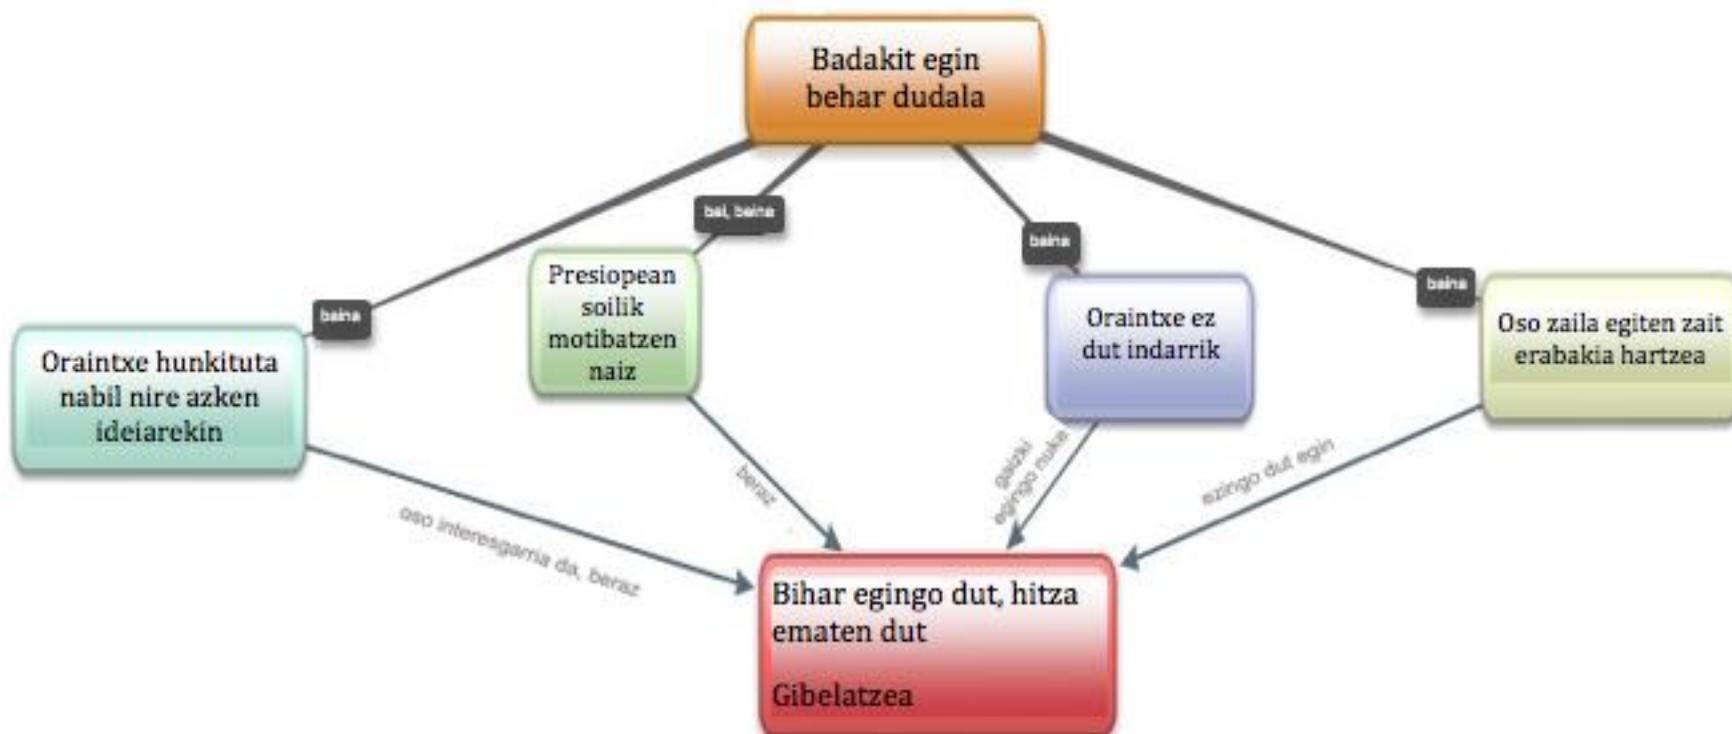 Badakit egin
behar dudala
bai, baina
baina
baina
baina
Presiopean
soilik
motibatzen
naiz
Oraintxe ez
dut indarrik
Oso zaila egiten zait
erabakia hartzea
Oraintxe hunkituta
nabil nire azken
ideiarekin
oso interesgarria da, beraz
beraz
gaizki
egingo nuke
ezingo dut egin
Bihar egingo dut, hitza
ematen dut
Gibelatzea